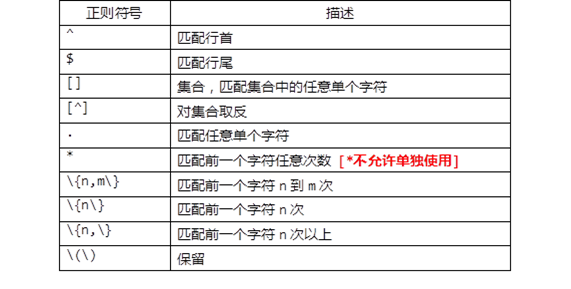 正则符号 描述
^ 匹配行首
$ 匹配行尾
[] 集合，匹配集合中的任意单个字符
[^] 对集合取反
. 匹配任意单个字符
* 匹配前一个字符任意次数 [*不允许单独使用]
\{n,m\} 匹配前一个字符 n 到 m 次
\{n\} 匹配前一个字符 n 次
\{n,\} 匹配前一个字符 n 次以上
\(\) 保留